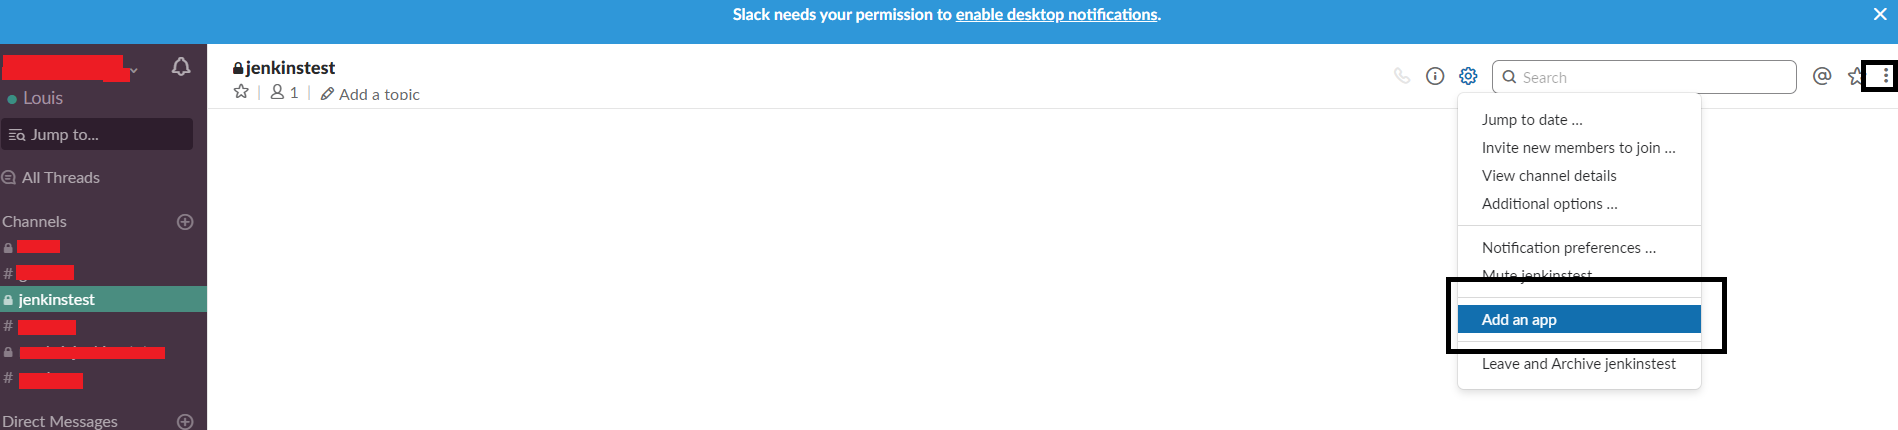 Slack needs your permission to enable desktop notifications.
Louis
Jump to...
All Threads
Channels
#
jenkinstest
#
#
Direct Messages
jenkinstest
1
Add a topic
Search
Jump to date ...
Invite new members to join ...
View channel details
Additional options ...
Notification preferences ...
Mute jenkinstest
Add an app
Leave and Archive jenkinstest